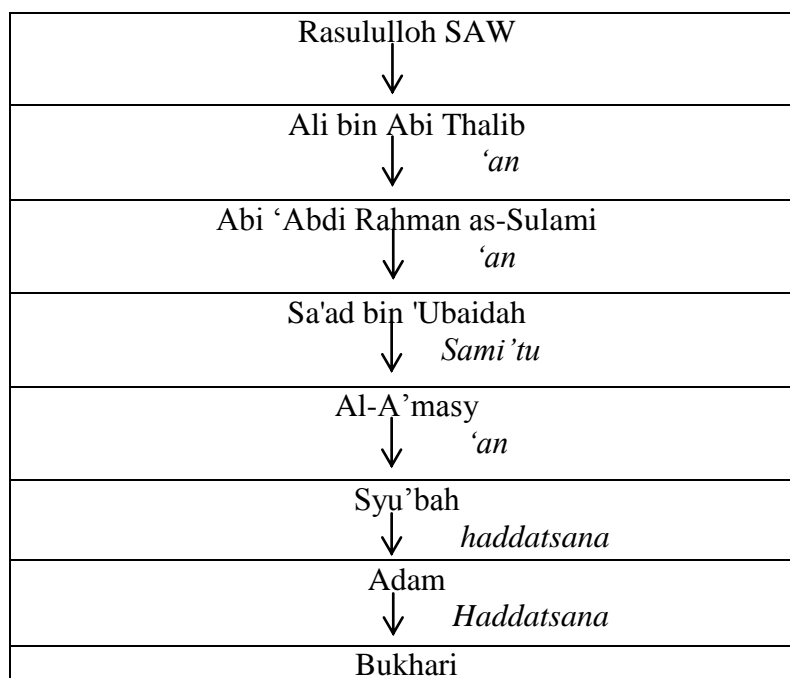 Rasululloh SAW
Ali bin Abi Thalib
‘an
Abi ‘Abdi Rahman as-Sulami
‘an
Sa'ad bin 'Ubaidah
Sami’tu
Al-A’masy
‘an
Syu’bah
haddatsana
Adam
Haddatsana
Bukhari